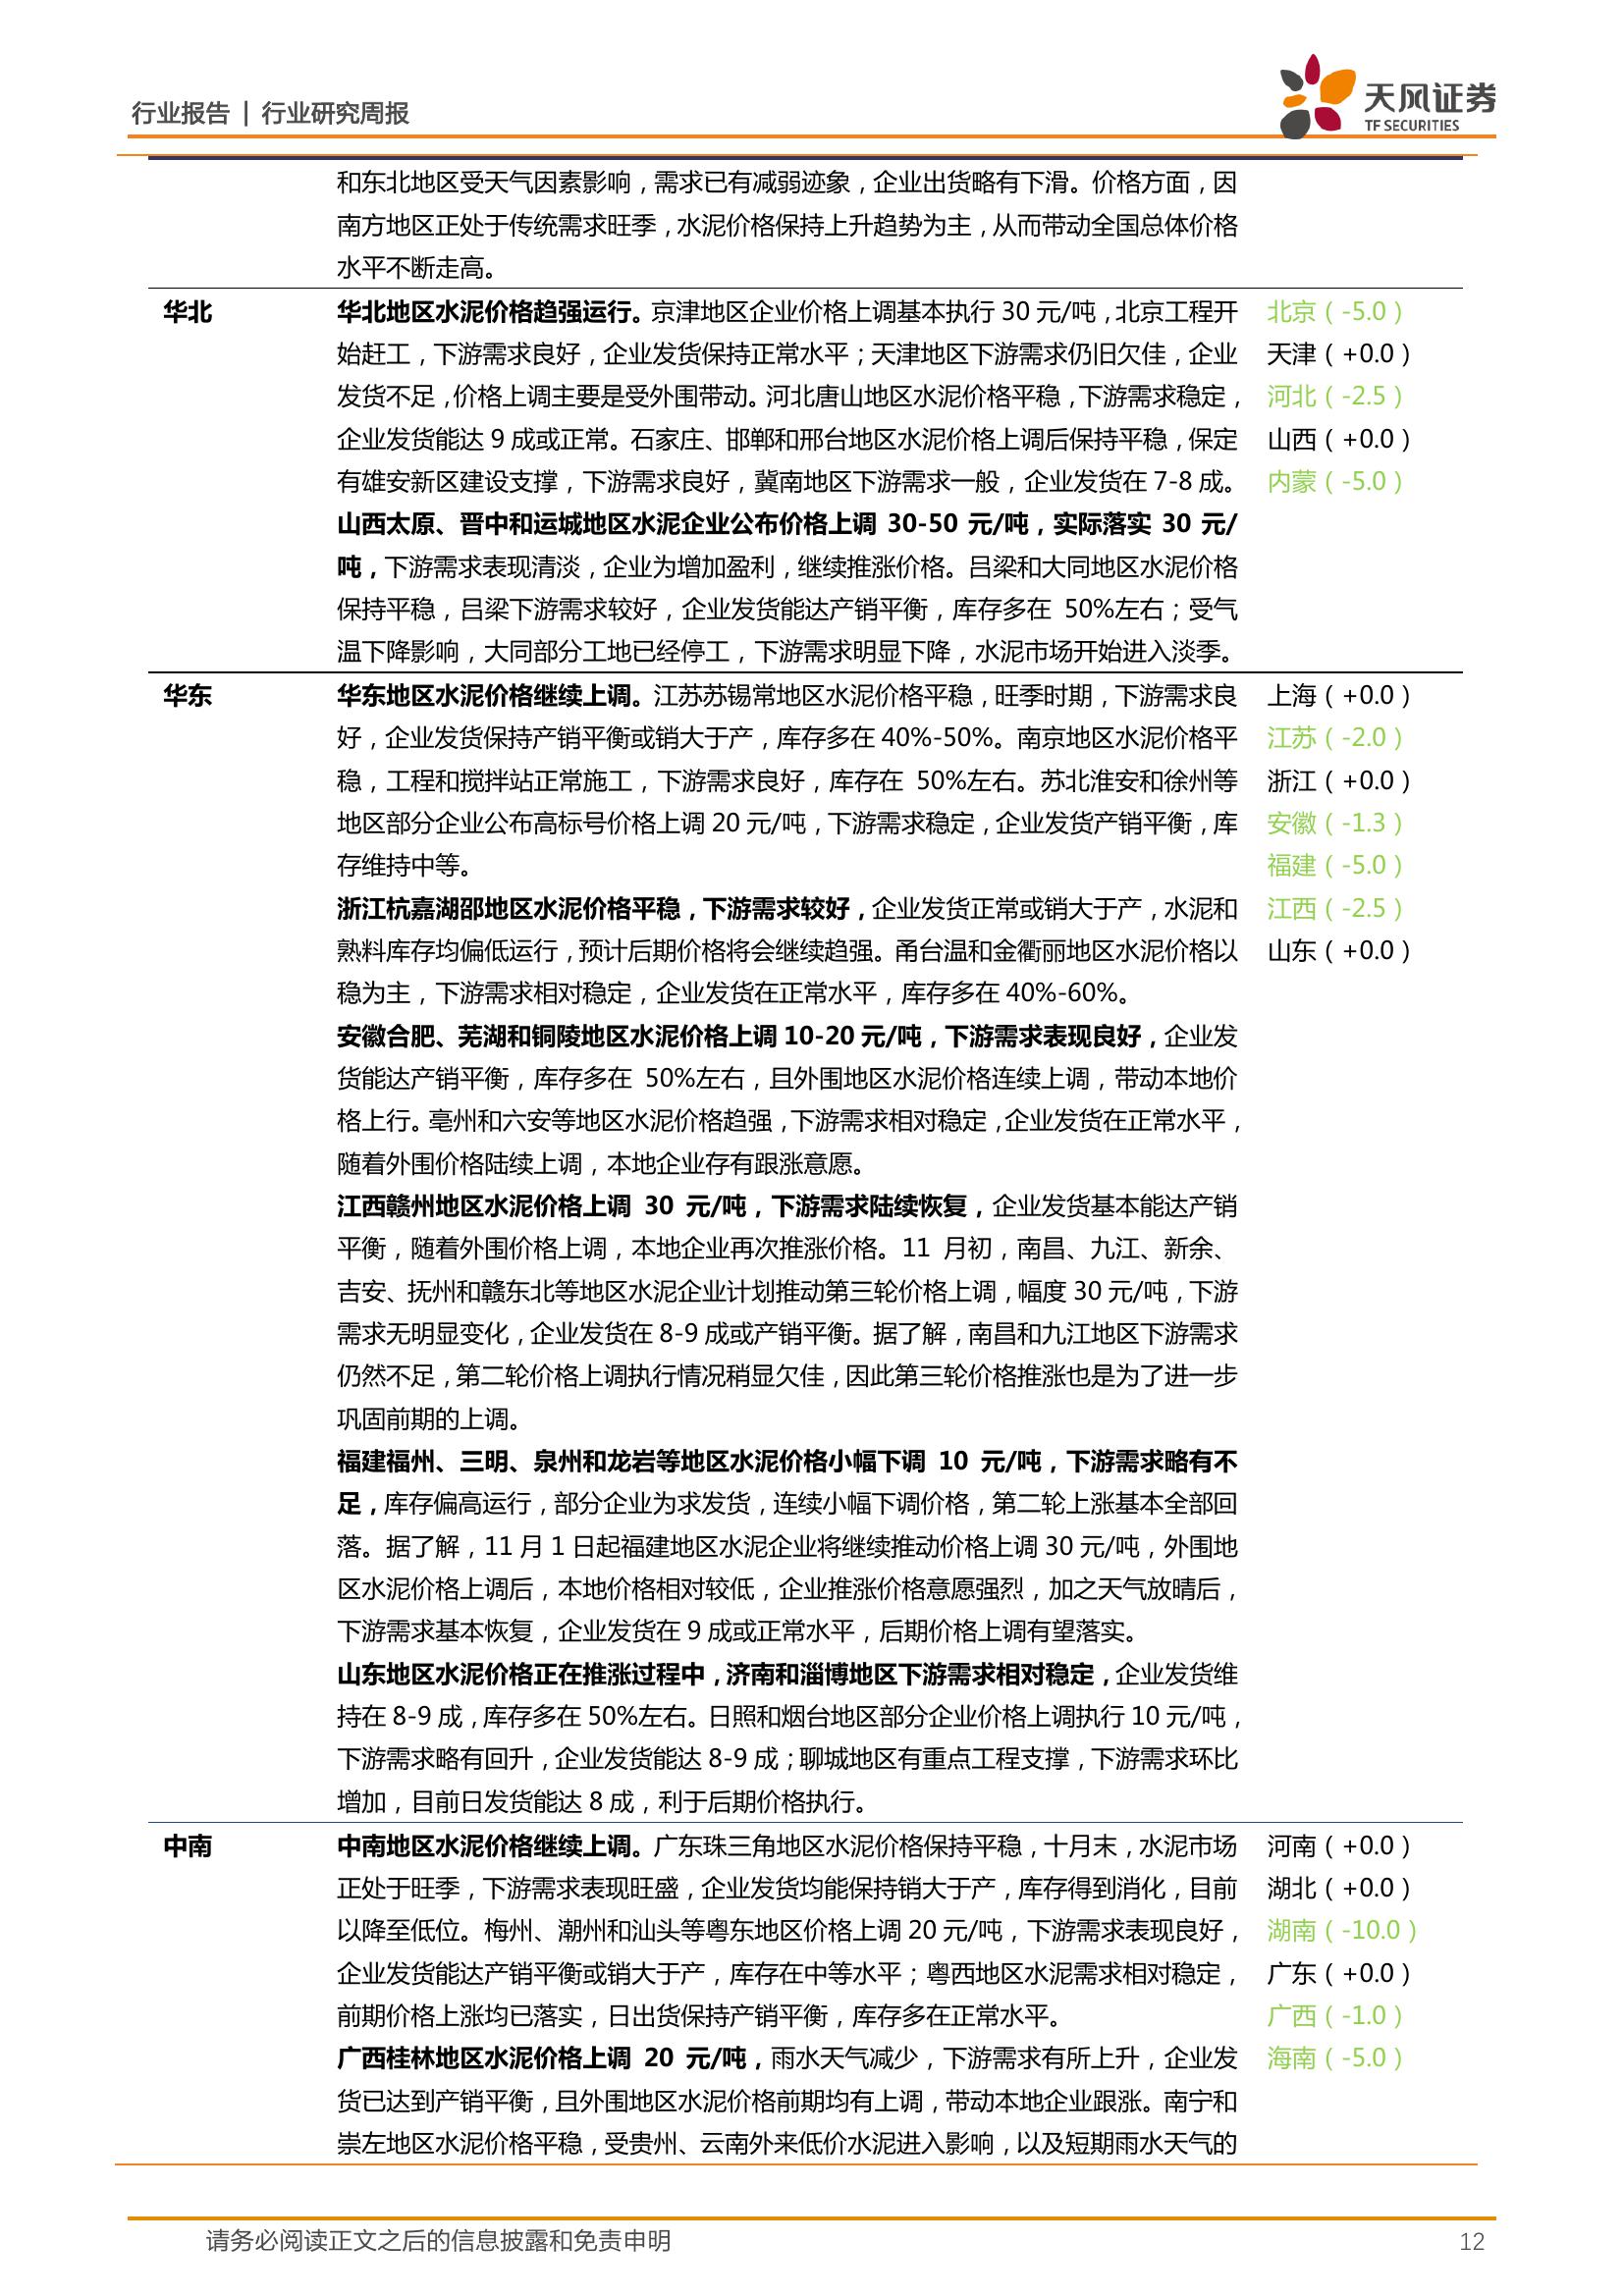 行业报告 | 行业研究周报
天风证券
TF SECURITIES
和东北地区受天气因素影响，需求已有减弱迹象，企业出货略有下滑。价格方面，因
南方地区正处于传统需求旺季，水泥价格保持上升趋势为主，从而带动全国总体价格
水平不断走高。
华北
华北地区水泥价格趋强运行。京津地区企业价格上调基本执行 30 元/吨，北京工程开
始赶工，下游需求良好，企业发货保持正常水平；天津地区下游需求仍旧欠佳，企业
发货不足，价格上调主要是受外围带动。河北唐山地区水泥价格平稳，下游需求稳定，
企业发货能达 9 成或正常。石家庄、邯郸和邢台地区水泥价格上调后保持平稳，保定
有雄安新区建设支撑，下游需求良好，冀南地区下游需求一般，企业发货在 7-8 成。
山西太原、晋中和运城地区水泥企业公布价格上调 30-50 元/吨，实际落实 30 元/
吨，下游需求表现清淡，企业为增加盈利，继续推涨价格。吕梁和大同地区水泥价格
保持平稳，吕梁下游需求较好，企业发货能达产销平衡，库存多在 50%左右；受气
温下降影响，大同部分工地已经停工，下游需求明显下降，水泥市场开始进入淡季。
北京（-5.0）
天津（+0.0）
河北（-2.5）
山西（+0.0）
内蒙（-5.0）
华东
华东地区水泥价格继续上调。江苏苏锡常地区水泥价格平稳，旺季时期，下游需求良
好，企业发货保持产销平衡或销大于产，库存多在 40%-50%。南京地区水泥价格平
稳，工程和搅拌站正常施工，下游需求良好，库存在 50%左右。苏北淮安和徐州等
地区部分企业公布高标号价格上调 20 元/吨，下游需求稳定，企业发货产销平衡，库
存维持中等。
浙江杭嘉湖邵地区水泥价格平稳，下游需求较好，企业发货正常或销大于产，水泥和
熟料库存均偏低运行，预计后期价格将会继续趋强。甬台温和金衢丽地区水泥价格以
稳为主，下游需求相对稳定，企业发货在正常水平，库存多在 40%-60%。
安徽合肥、芜湖和铜陵地区水泥价格上调 10-20 元/吨，下游需求表现良好，企业发
货能达产销平衡，库存多在 50%左右，且外围地区水泥价格连续上调，带动本地价
格上行。亳州和六安等地区水泥价格趋强，下游需求相对稳定，企业发货在正常水平，
随着外围价格陆续上调，本地企业存有跟涨意愿。
江西赣州地区水泥价格上调 30 元/吨，下游需求陆续恢复，企业发货基本能达产销
平衡，随着外围价格上调，本地企业再次推涨价格。11 月初，南昌、九江、新余、
吉安、抚州和赣东北等地区水泥企业计划推动第三轮价格上调，幅度 30 元/吨，下游
需求无明显变化，企业发货在 8-9 成或产销平衡。据了解，南昌和九江地区下游需求
仍然不足，第二轮价格上调执行情况稍显欠佳，因此第三轮价格推涨也是为了进一步
巩固前期的上调。
福建福州、三明、泉州和龙岩等地区水泥价格小幅下调 10 元/吨，下游需求略有不
足，库存偏高运行，部分企业为求发货，连续小幅下调价格，第二轮上涨基本全部回
落。据了解，11 月 1 日起福建地区水泥企业将继续推动价格上调 30 元/吨，外围地
区水泥价格上调后，本地价格相对较低，企业推涨价格意愿强烈，加之天气放晴后，
下游需求基本恢复，企业发货在 9 成或正常水平，后期价格上调有望落实。
山东地区水泥价格正在推涨过程中，济南和淄博地区下游需求相对稳定，企业发货维
持在 8-9 成，库存多在 50%左右。日照和烟台地区部分企业价格上调执行 10 元/吨，
下游需求略有回升，企业发货能达 8-9 成；聊城地区有重点工程支撑，下游需求环比
增加，目前日发货能达 8 成，利于后期价格执行。
上海（+0.0）
江苏（-2.0）
浙江（+0.0）
安徽（-1.3）
福建（-5.0）
江西（-2.5）
山东（+0.0）
中南
中南地区水泥价格继续上调。广东珠三角地区水泥价格保持平稳，十月末，水泥市场
正处于旺季，下游需求表现旺盛，企业发货均能保持销大于产，库存得到消化，目前
以降至低位。梅州、潮州和汕头等粤东地区价格上调 20 元/吨，下游需求表现良好，
企业发货能达产销平衡或销大于产，库存在中等水平；粤西地区水泥需求相对稳定，
前期价格上涨均已落实，日出货保持产销平衡，库存多在正常水平。
广西桂林地区水泥价格上调 20 元/吨，雨水天气减少，下游需求有所上升，企业发
货已达到产销平衡，且外围地区水泥价格前期均有上调，带动本地企业跟涨。南宁和
崇左地区水泥价格平稳，受贵州、云南外来低价水泥进入影响，以及短期雨水天气的
河南（+0.0）
湖北（+0.0）
湖南（-10.0）
广东（+0.0）
广西（-1.0）
海南（-5.0）
请务必阅读正文之后的信息披露和免责申明
12